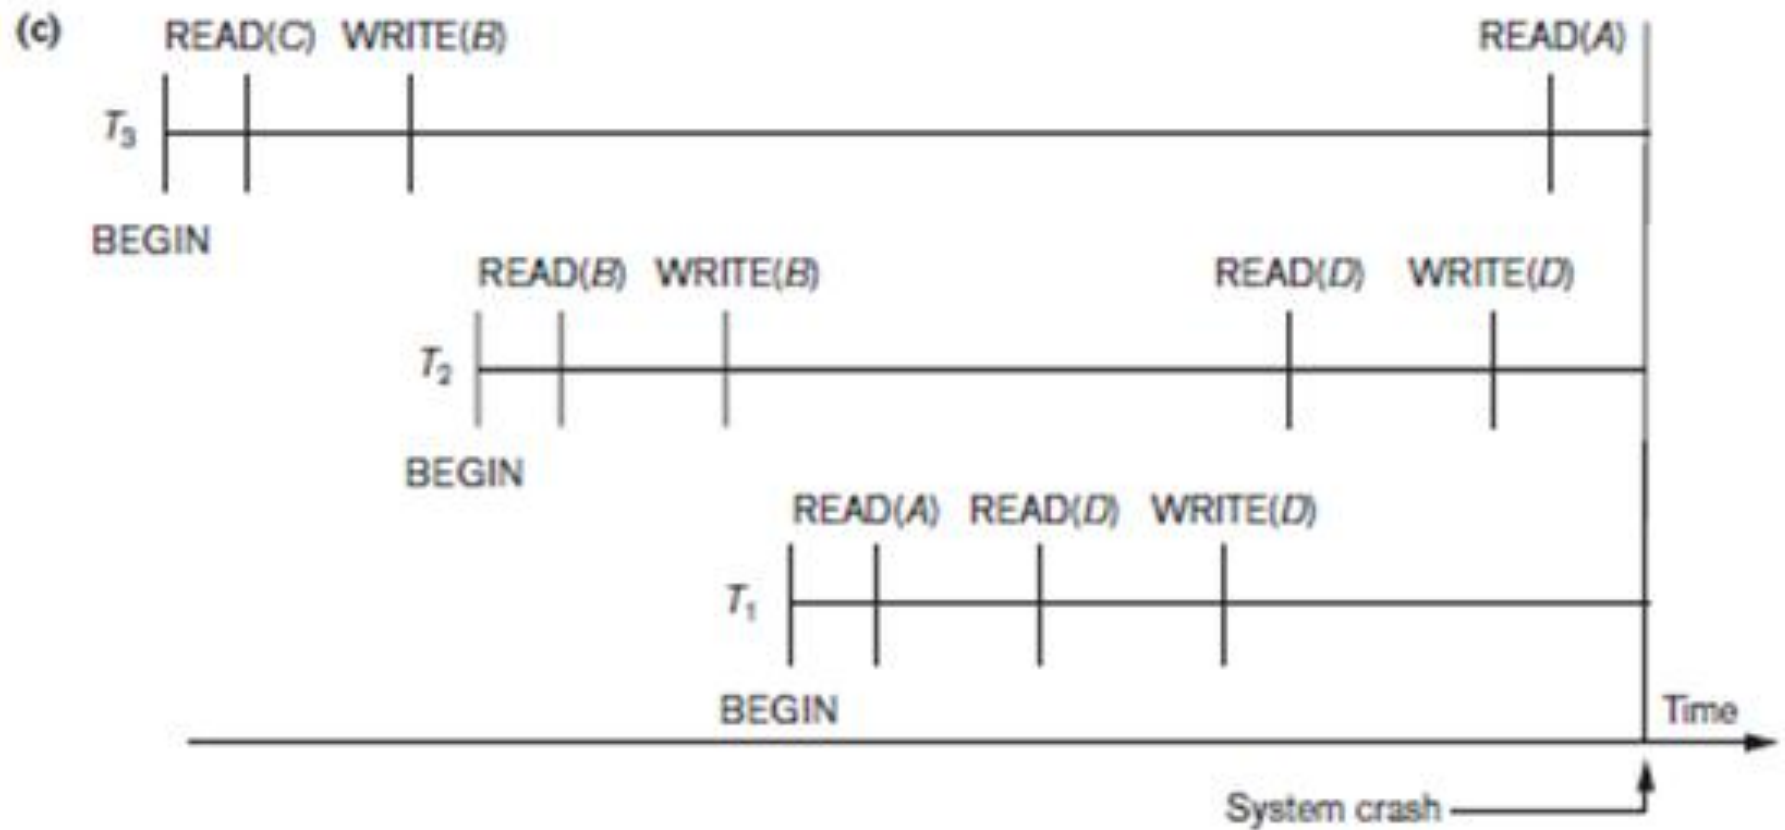 (c) READ(C) WRITE(B) READ(A)
T3
BEGIN
READ(B) WRITE(B) READ(D) WRITE(D)
T2
BEGIN
READ(A) READ(D) WRITE(D)
T1
BEGIN
Time
System crash